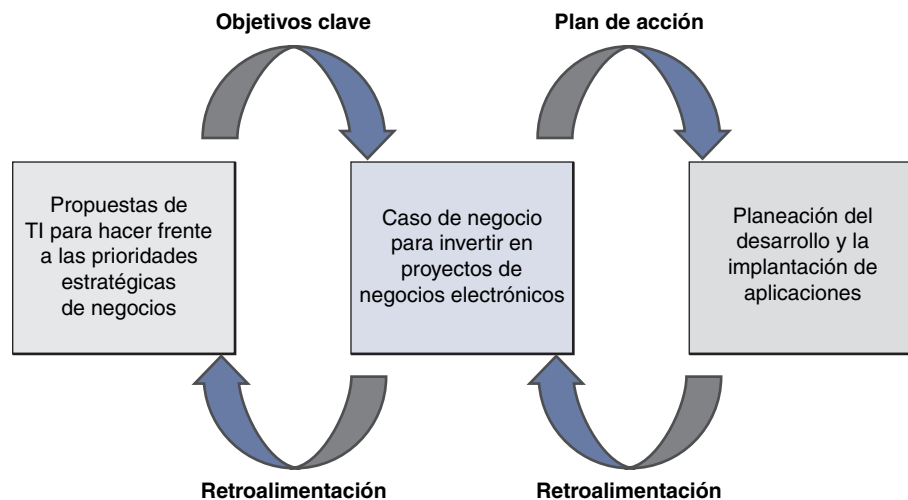 Objetivos clave
Plan de acción
Propuestas de
TI para hacer frente
a las prioridades
estratégicas
de negocios
Caso de negocio
para invertir en
proyectos de
negocios electrónicos
Planeación del
desarrollo y la
implantación de
aplicaciones
Retroalimentación
Retroalimentación